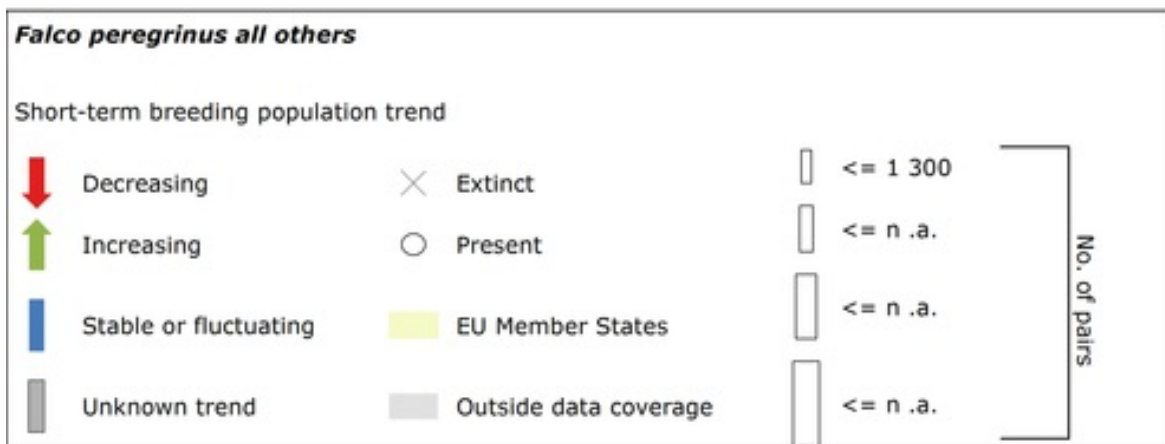 Falco peregrinus all others
Short-term breeding population trend
Decreasing
Extinct
<= 1 300
Increasing
Present
<= n .a.
Stable or fluctuating
EU Member States
<= n .a.
Unknown trend
Outside data coverage
<= n .a.
No. of pairs